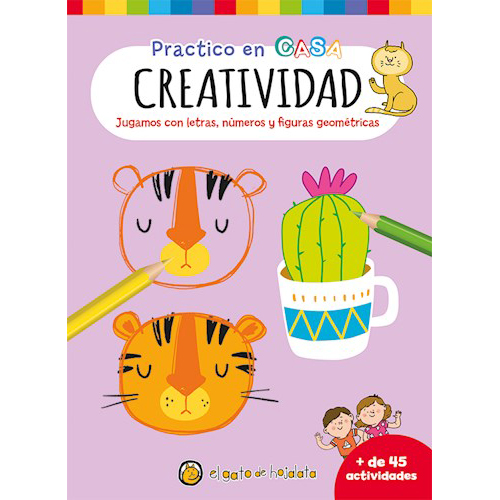 Practico en CASA
CREATIVIDAD
Jugamos con letras, números y figuras geométricas
+ de 45
actividades
el gato de hojalata